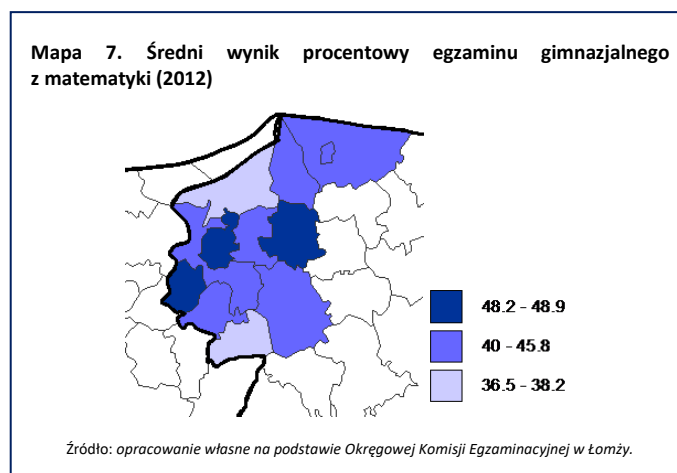 Mapa 7. Średni wynik procentowy egzaminu gimnazjalnego
z matematyki (2012)
48.2 - 48.9
40 - 45.8
36.5 - 38.2
Źródło: opracowanie własne na podstawie Okręgowej Komisji Egzaminacyjnej w Łomży.